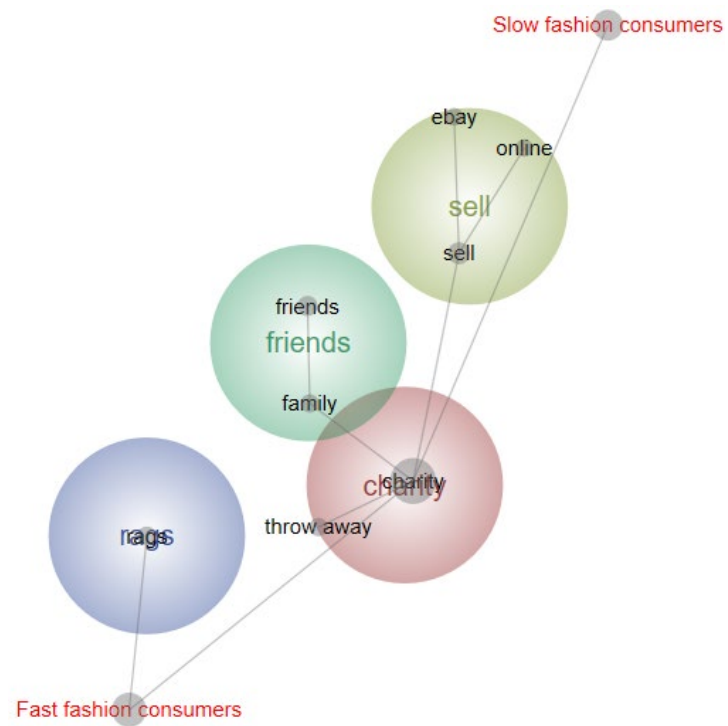 Slow fashion consumers
ebay
online
sell
sell
friends
friends
family
charity
charity
throw away
rags
rags
Fast fashion consumers